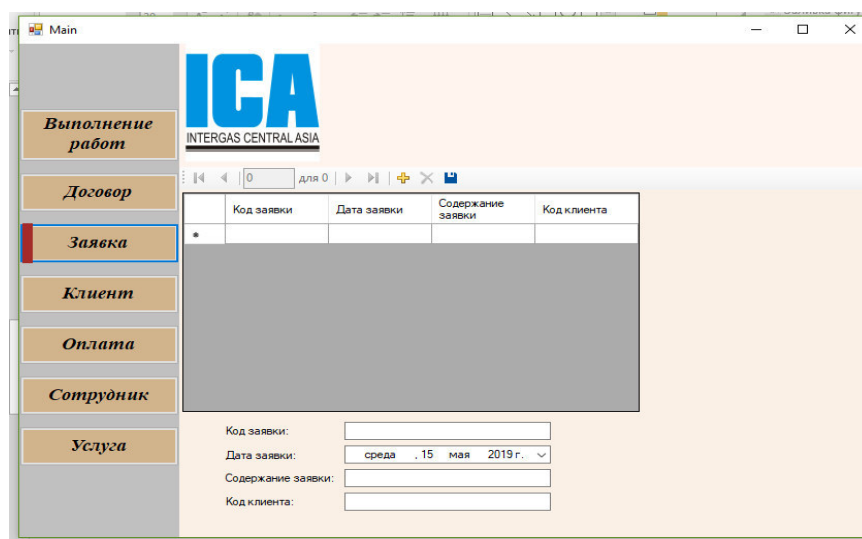 Main
Выполнение
работ
Договор
Заявка
Клиент
Оплата
Сотрудник
Услуга
ICA
INTERGAS CENTRAL ASIA
0 для 0
Код заявки Дата заявки Содержание заявки Код клиента
*
Код заявки:
Дата заявки: среда , 15 мая 2019 г.
Содержание заявки:
Код клиента: